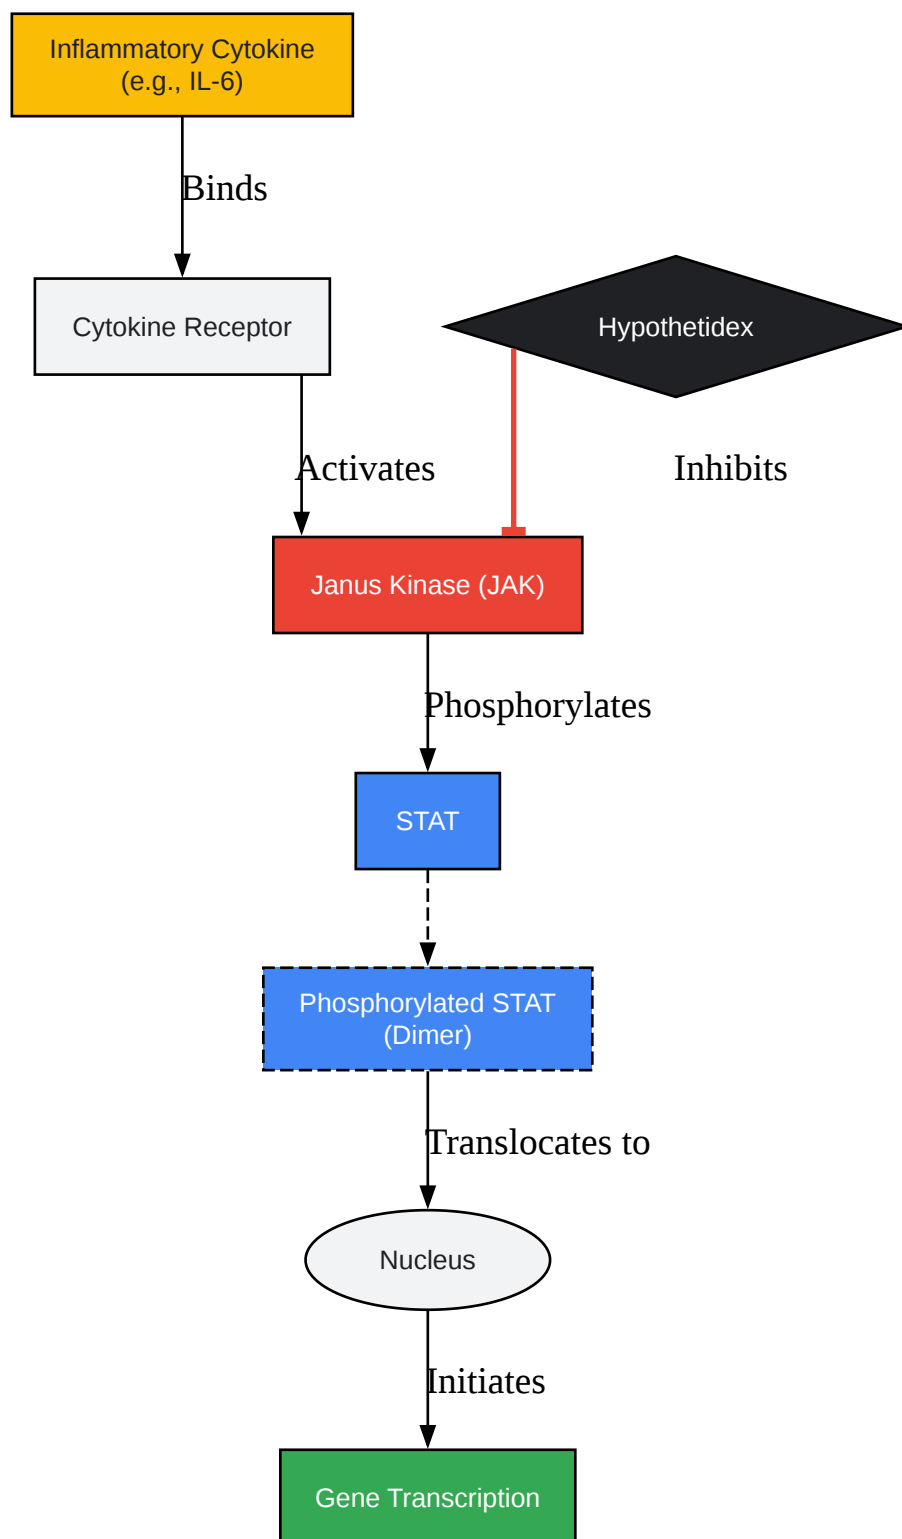 Inflammatory Cytokine
(e.g., IL-6)
Binds
Cytokine Receptor
Hypothetidex
Activates
Inhibits
Janus Kinase (JAK)
Phosphorylates
STAT
Phosphorylated STAT
(Dimer)
Translocates to
Nucleus
Initiates
Gene Transcription